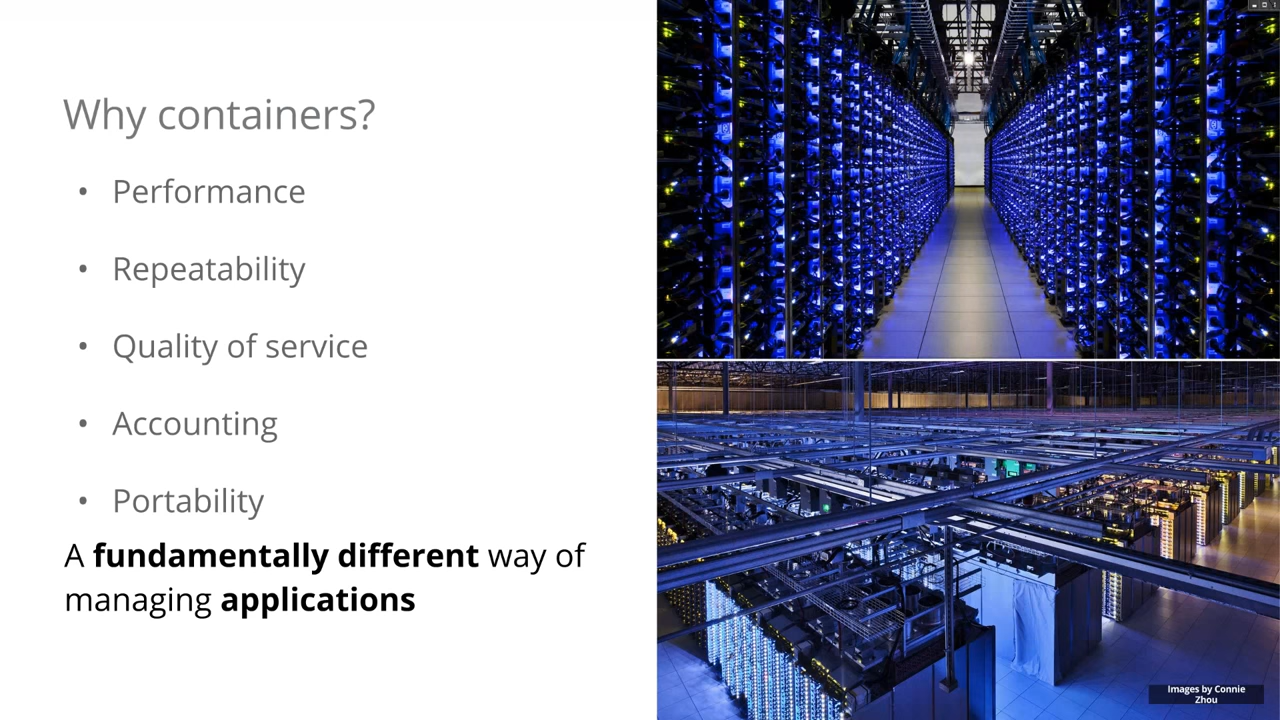 Why containers?
• Performance
• Repeatability
• Quality of service
• Accounting
• Portability
A fundamentally different way of
managing applications
Images by Connie
Zhou